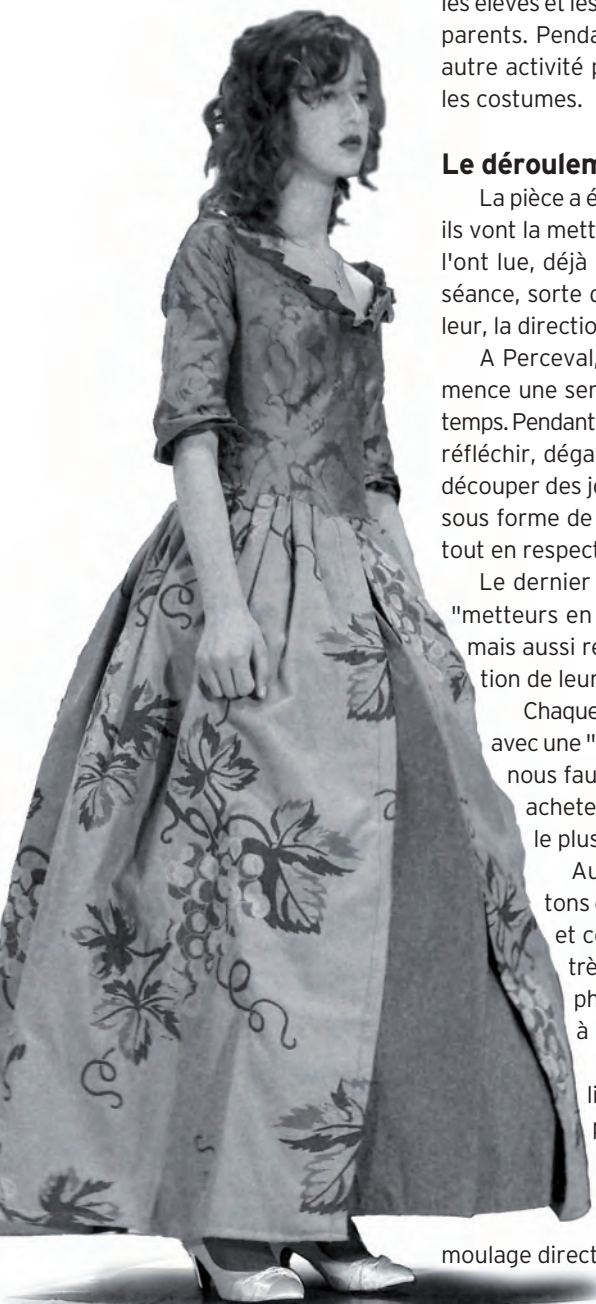 les élèves et les
parents. Penda
autre activité p
les costumes.
Le déroulem
La pièce a é
ils vont la mett
l'ont lue, déjà
séance, sorte d
leur, la directio
A Perceval,
mence une sem
temps. Pendant
réfléchir, déga
découper des jo
sous forme de
tout en respect
Le dernier
"metteurs en
mais aussi re
tion de leur
Chaque
avec une "
nous fau
achete
le plus
Au
tons
et c
trè
ph
à
li
p
moulage direct